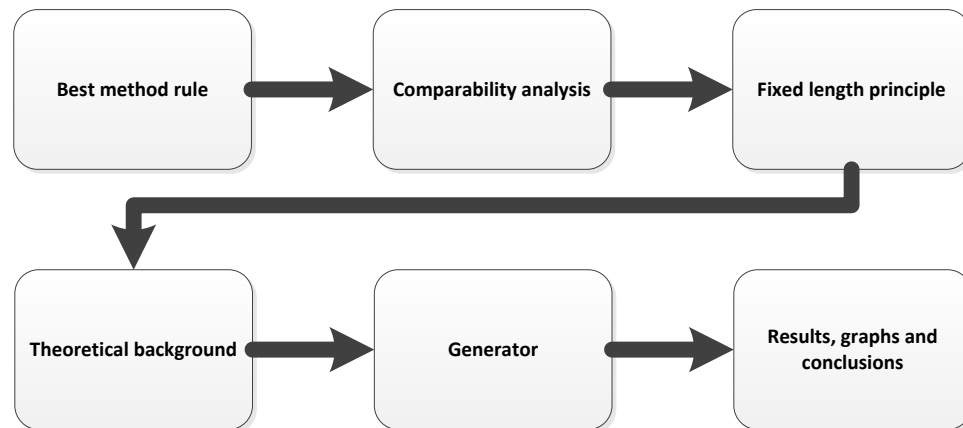 Best method rule
Comparability analysis
Fixed length principle
Theoretical background
Generator
Results, graphs and
conclusions